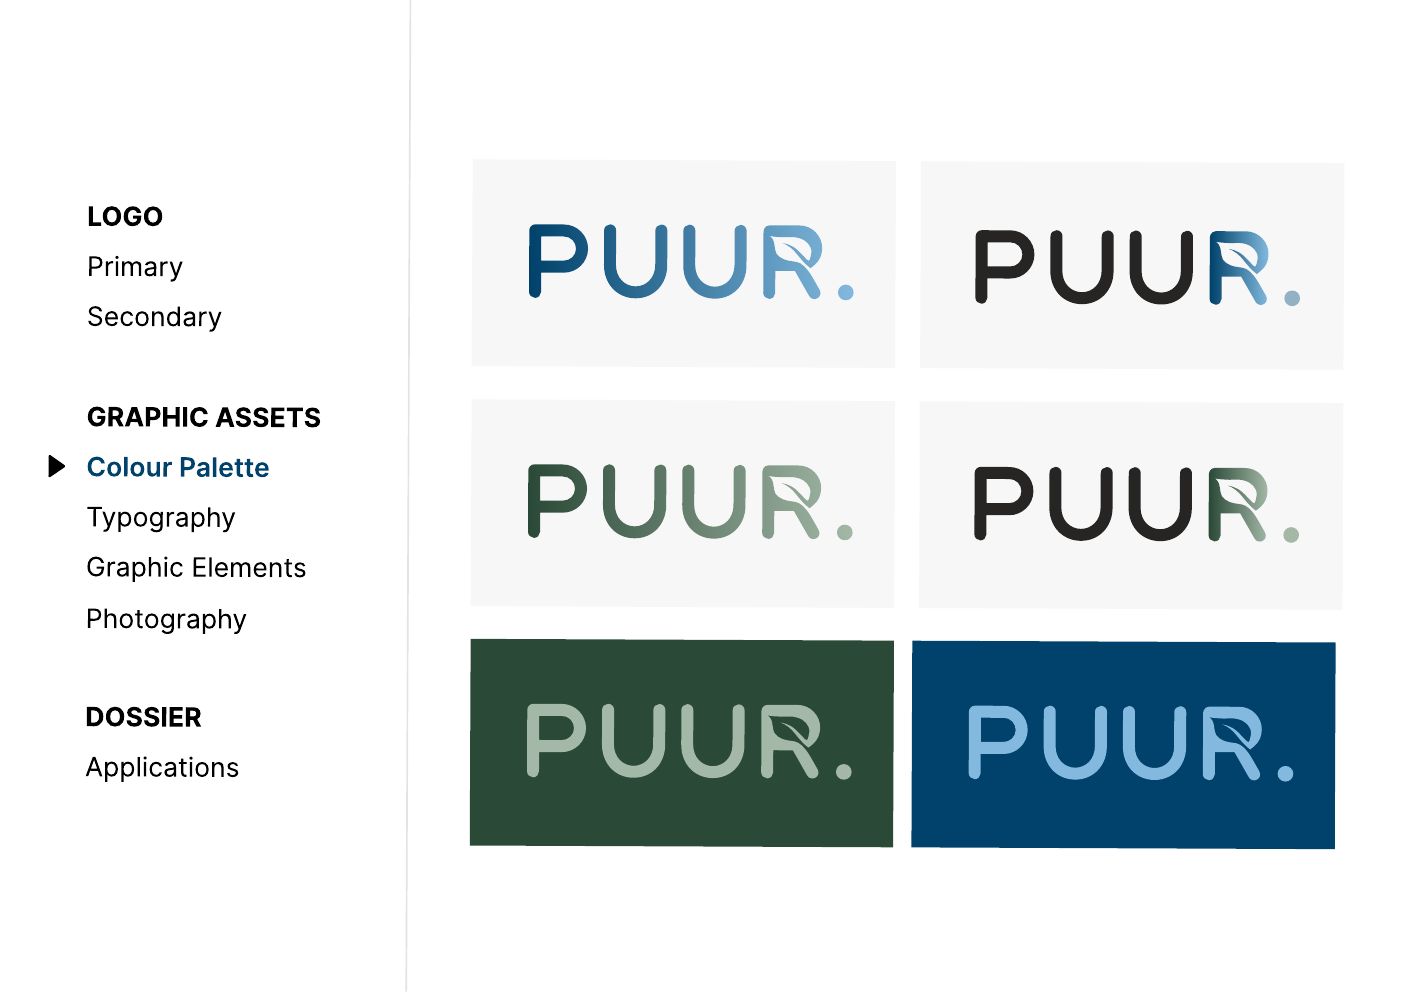 LOGO
Primary
Secondary
GRAPHIC ASSETS
Colour Palette
Typography
Graphic Elements
Photography
DOSSIER
Applications
PUUR.
PUUR.
PUUR.
PUUR.
PUUR.
PUUR.